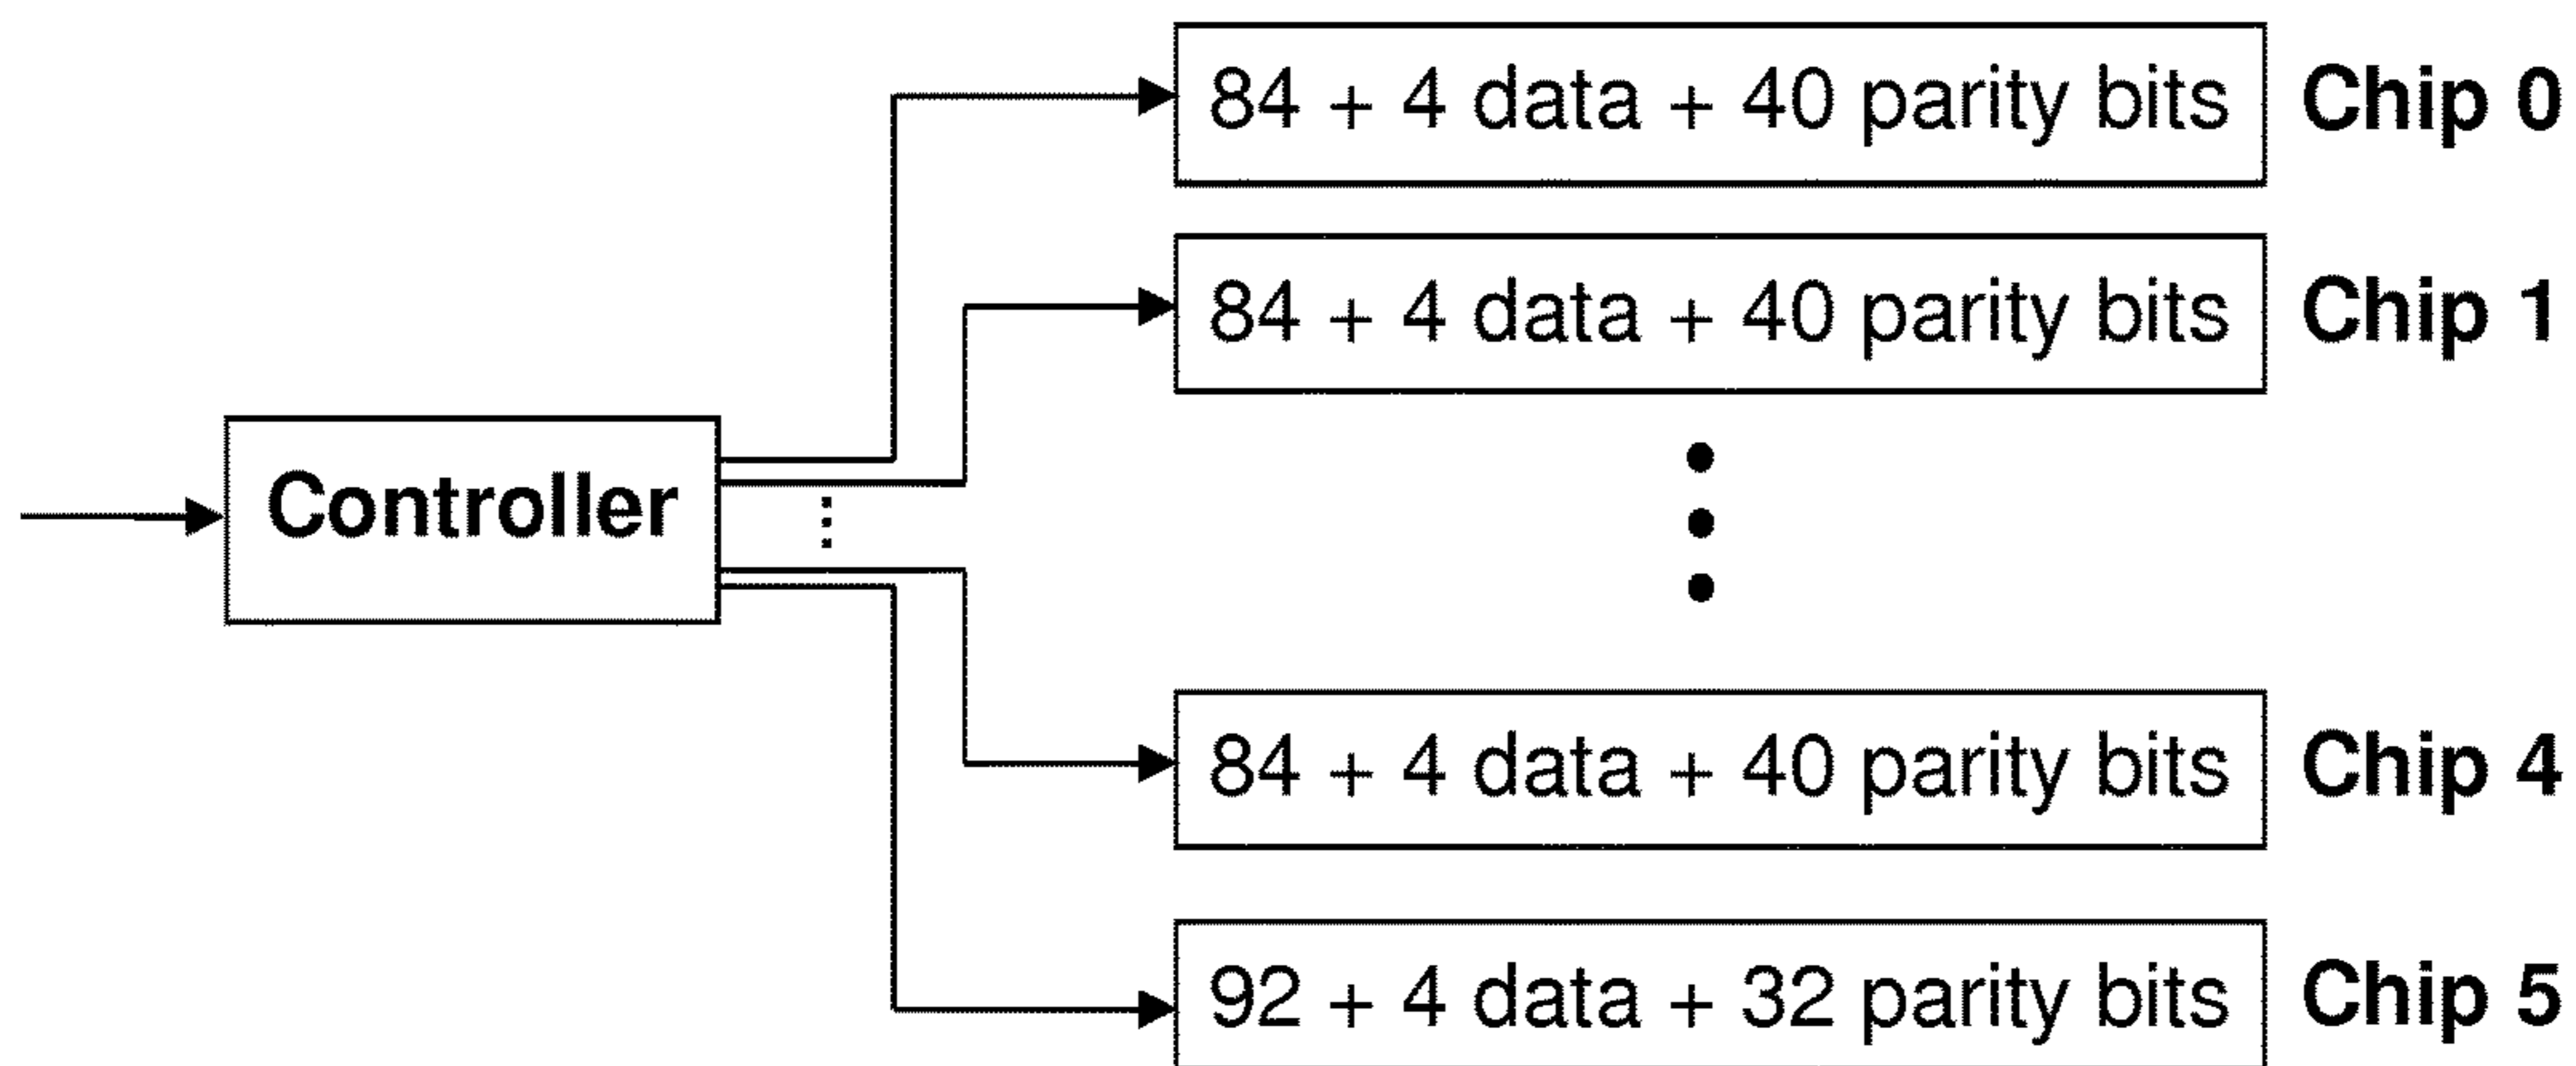 84 + 4 data + 40 parity bits Chip 0
84 + 4 data + 40 parity bits Chip 1
Controller
84 + 4 data + 40 parity bits Chip 4
92 + 4 data + 32 parity bits Chip 5